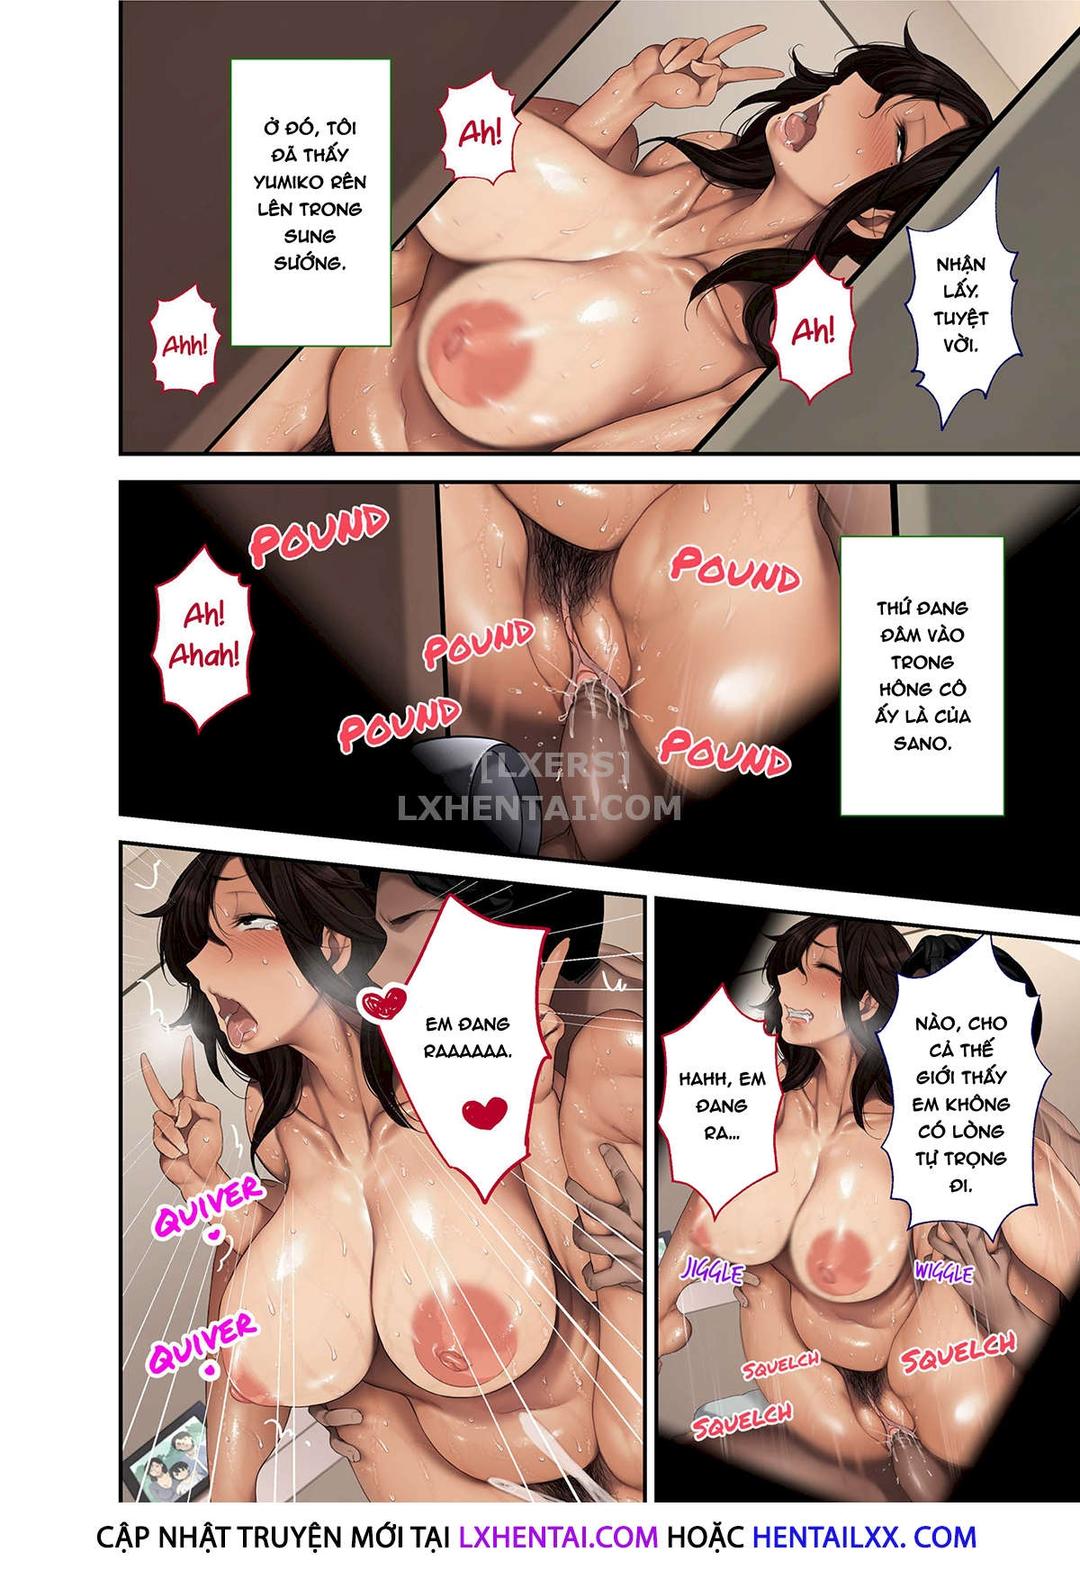 Ở ĐÓ, TÔI
ĐÃ THẤY
YUMIKO RÊN
LÊN TRONG
SUNG
SƯỚNG.
Ah!
Ahh!
Ah!
NHẬN
LẤY.
TUYỆT
VỜI.
POUND
POUND
POUND
POUND
POUND
Ah!
Ahah!
THỨ ĐANG
ĐÂM VÀO
TRONG
HÔNG CÔ
ẤY LÀ CỦA
SANO.
[LXERS]
LXHENTAI.COM
EM ĐANG
RAAAAAA.
QUIVER
QUIVER
HAHH, EM
ĐANG
RA...
NÀO, CHO
CẢ THẾ
GIỚI THẤY
EM KHÔNG
CÓ LÒNG
TỰ TRỌNG
ĐI.
JIGGLE
WIGGLE
SQUELCH
SQUELCH
SQUELCH
CẬP NHẬT TRUYỆN MỚI TẠI LXHENTAI.COM HOẶC HENTAILXX. COM